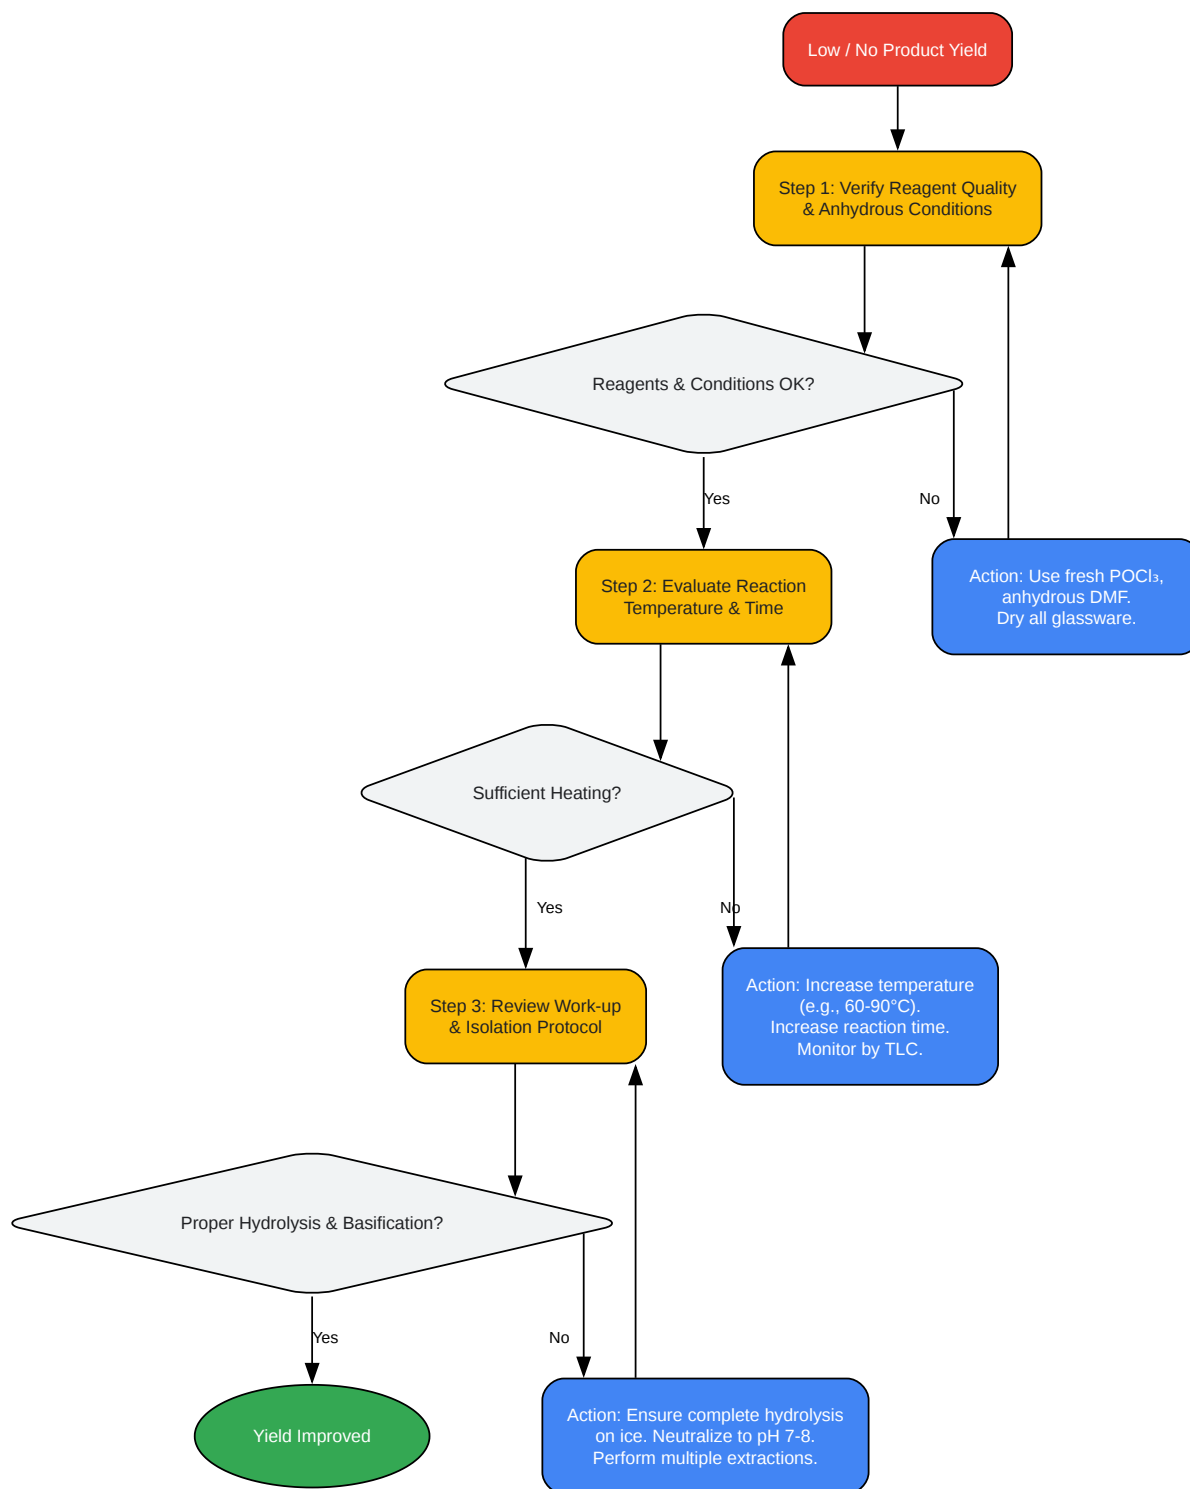 Low / No Product Yield
Step 1: Verify Reagent Quality
& Anhydrous Conditions
Reagents & Conditions OK?
Yes
No
Step 2: Evaluate Reaction
Temperature & Time
Action: Use fresh POCl₃,
anhydrous DMF.
Dry all glassware.
Sufficient Heating?
Yes
No
Step 3: Review Work-up
& Isolation Protocol
Action: Increase temperature
(e.g., 60-90°C).
Increase reaction time.
Monitor by TLC.
Proper Hydrolysis & Basification?
Yes
No
Yield Improved
Action: Ensure complete hydrolysis
on ice. Neutralize to pH 7-8.
Perform multiple extractions.